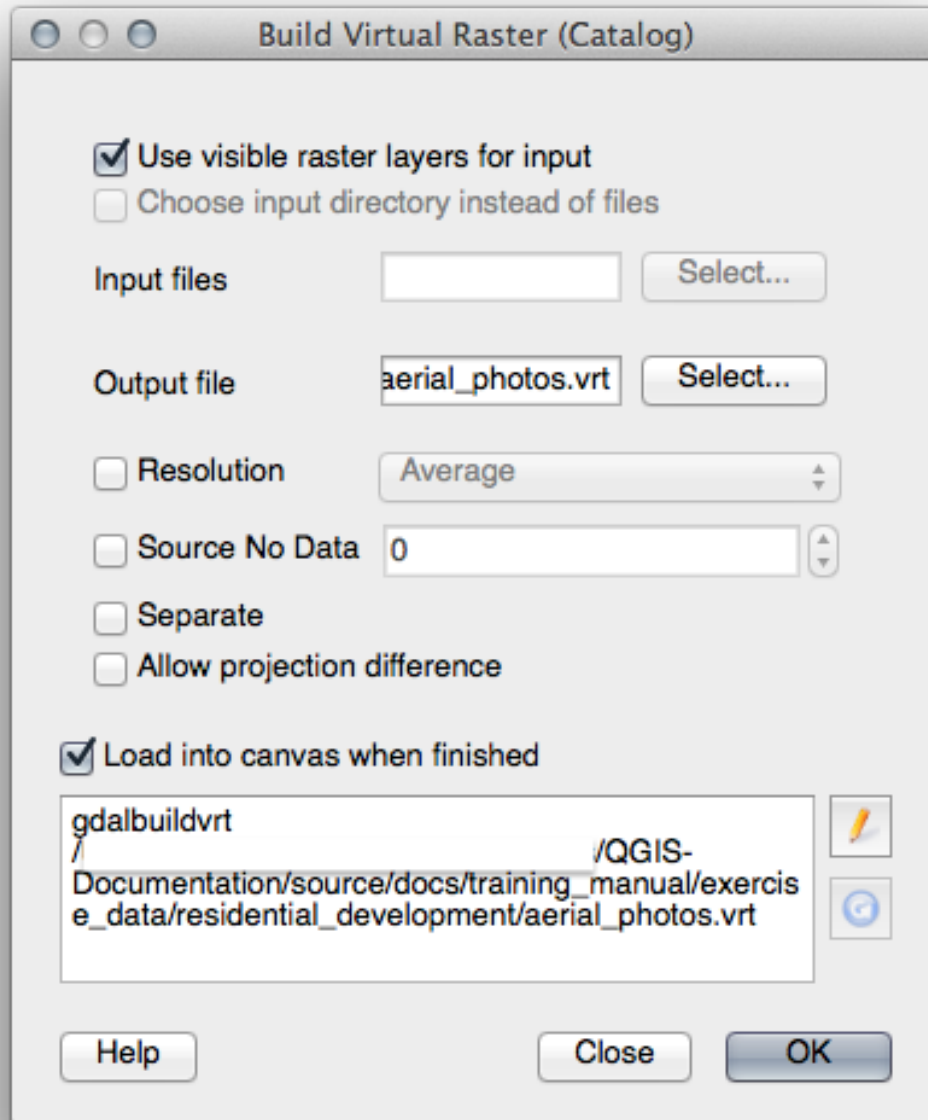 Build Virtual Raster (Catalog)
Use visible raster layers for input
Choose input directory instead of files
Input files
Select...
Output file
aerial_photos.vrt
Select...
Resolution
Average
Source No Data
0
Separate
Allow projection difference
Load into canvas when finished
gdalbuildvrt
/ /QGIS-
Documentation/source/docs/training_manual/exercis
e_data/residential_development/aerial_photos.vrt
Help
Close
OK